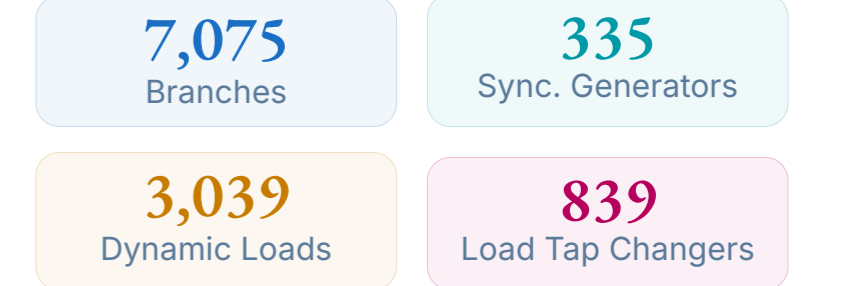 7,075
Branches
335
Sync. Generators
3,039
Dynamic Loads
839
Load Tap Changers